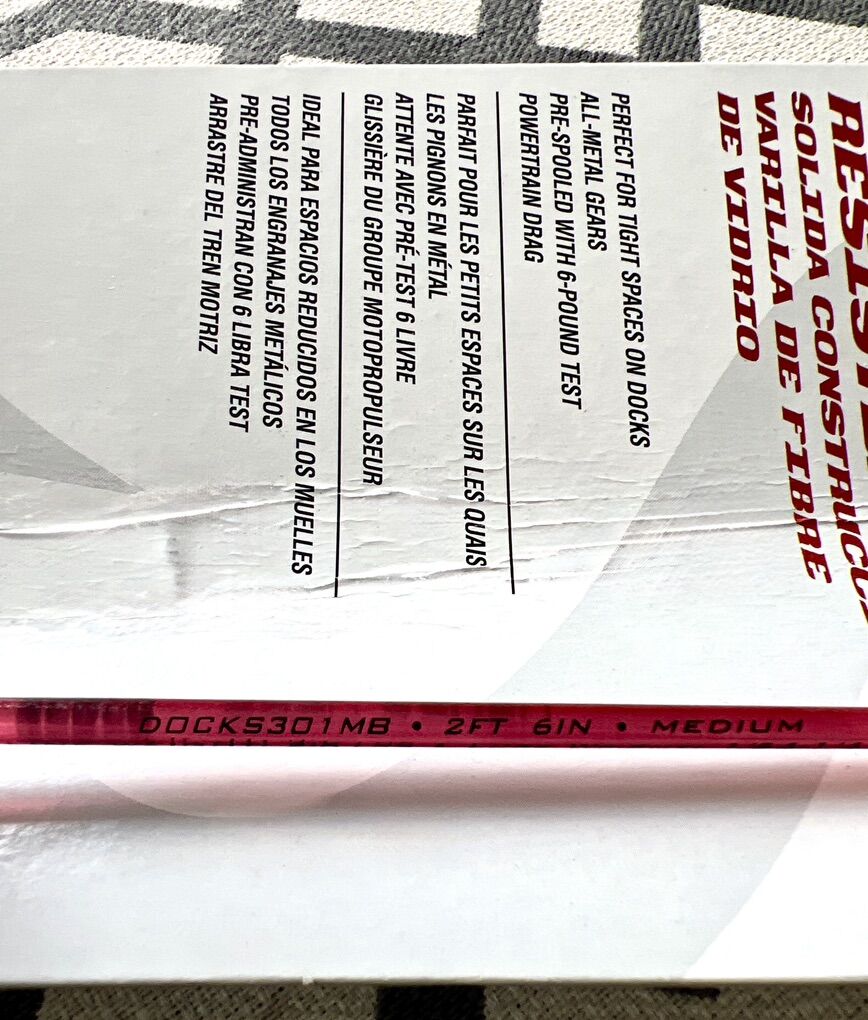 SOLIDA CONSTRUCC
VARILLA DE FIBRE
DE VIDRIO
PERFECT FOR TIGHT SPACES ON DOCKS
ALL-METAL GEARS
PRE-SPOOLED WITH 6-POUND TEST
POWERTRAIN DRAG
PARFAIT POUR LES PETITS ESPACES SUR LES QUAIS
LES PIGNONS EN MÉTAL
ATTENTE AVEC PRÉ-TEST 6 LIVRE
GLISSIÈRE DU GROUPE MOTOPROPULSEUR
IDEAL PARA ESPACIOS REDUCIDOS EN LOS MUELLES
TODOS LOS ENGRANAJES METÁLICOS
PRE-ADMINISTRAN CON 6 LIBRA TEST
ARRASTRE DEL TREN MOTRIZ
DOCKS301MB • 2FT 6IN • MEDIUM